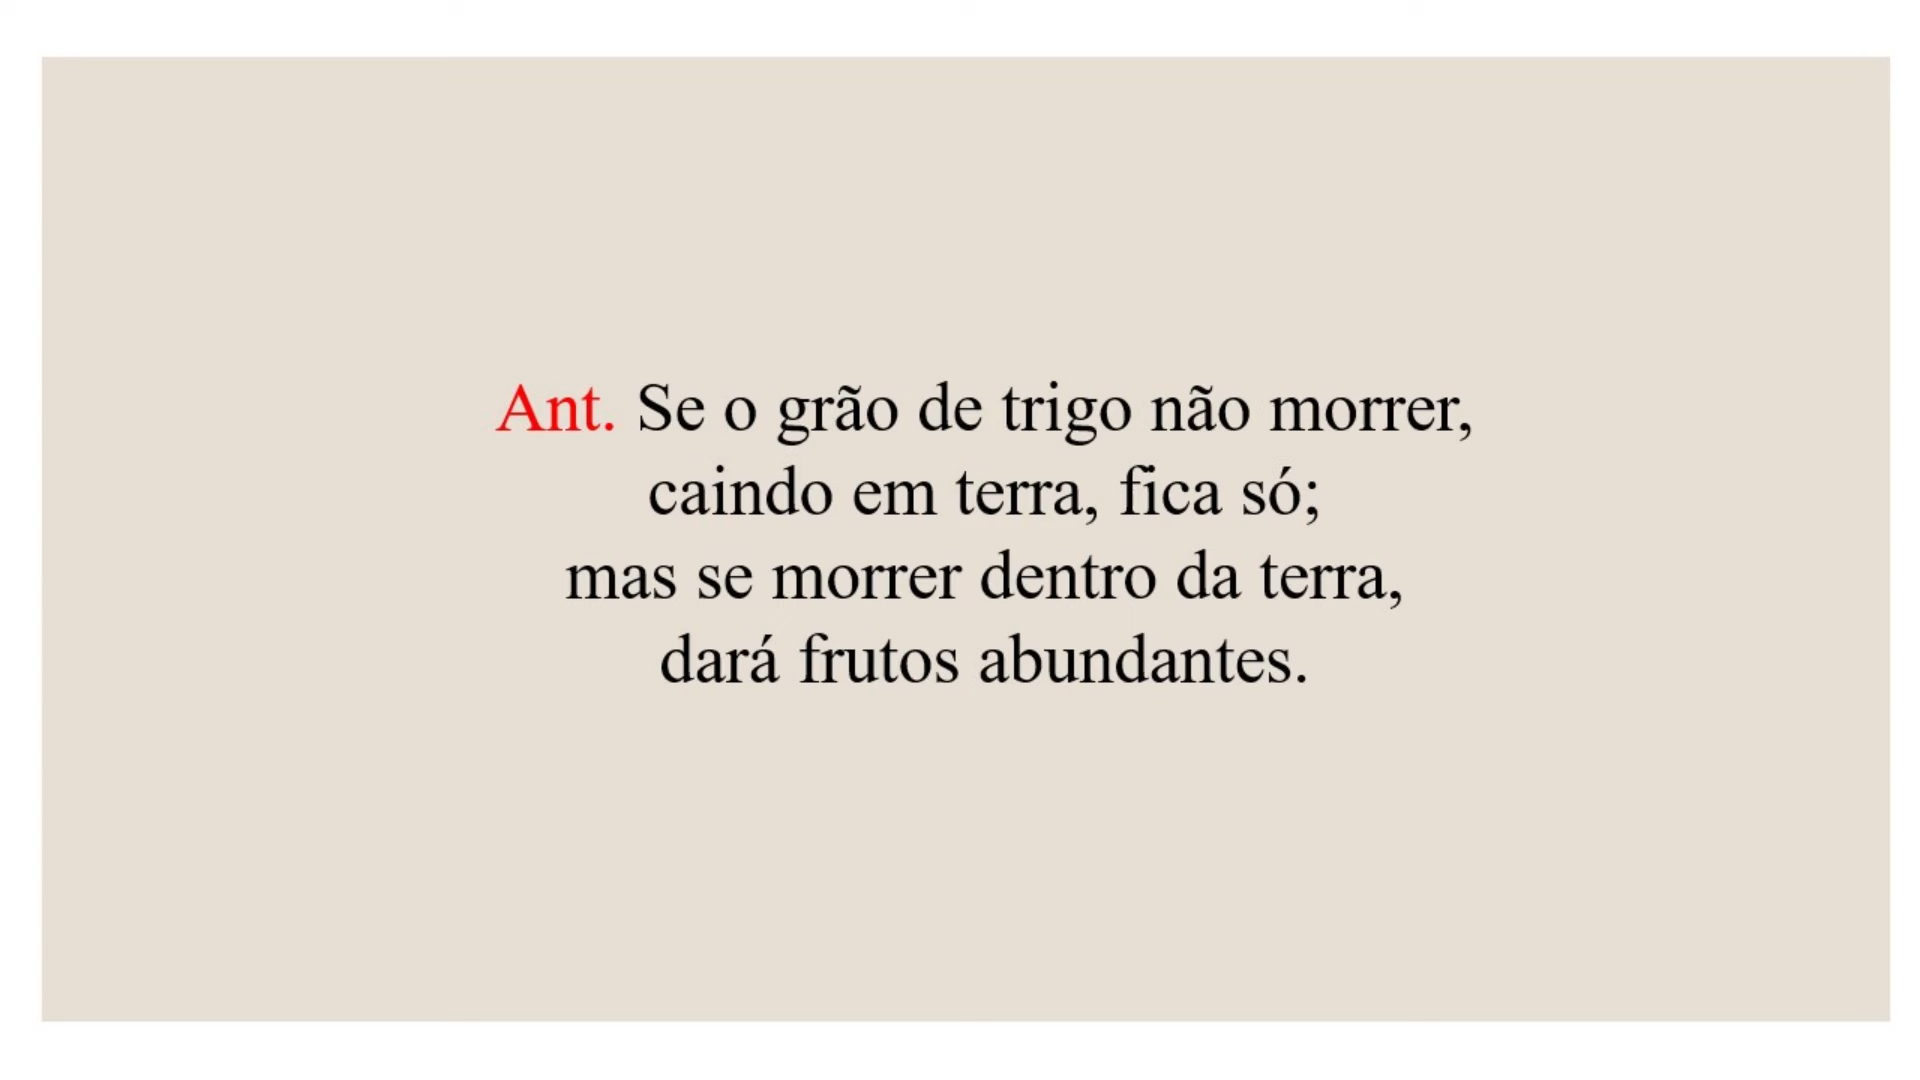 Ant. Se o grão de trigo não morrer,
caindo em terra, fica só;
mas se morrer dentro da terra,
dará frutos abundantes.